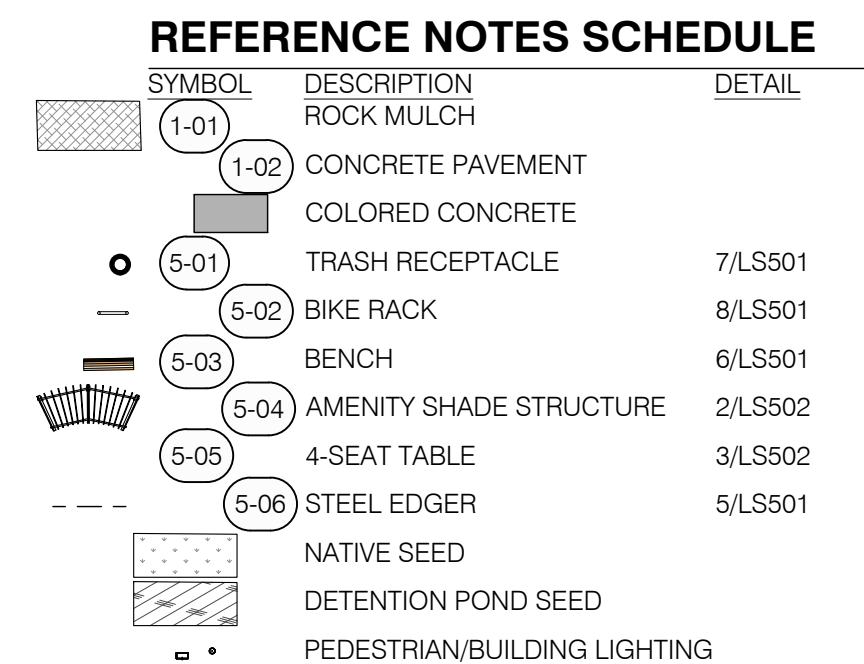 REFERENCE NOTES SCHEDULE
SYMBOL DESCRIPTION DETAIL
1-01 ROCK MULCH
1-02 CONCRETE PAVEMENT
COLORED CONCRETE
5-01 TRASH RECEPTACLE 7/LS501
5-02 BIKE RACK 8/LS501
5-03 BENCH 6/LS501
5-04 AMENITY SHADE STRUCTURE 2/LS502
5-05 4-SEAT TABLE 3/LS502
5-06 STEEL EDGER 5/LS501
NATIVE SEED
DETENTION POND SEED
PEDESTRIAN/BUILDING LIGHTING